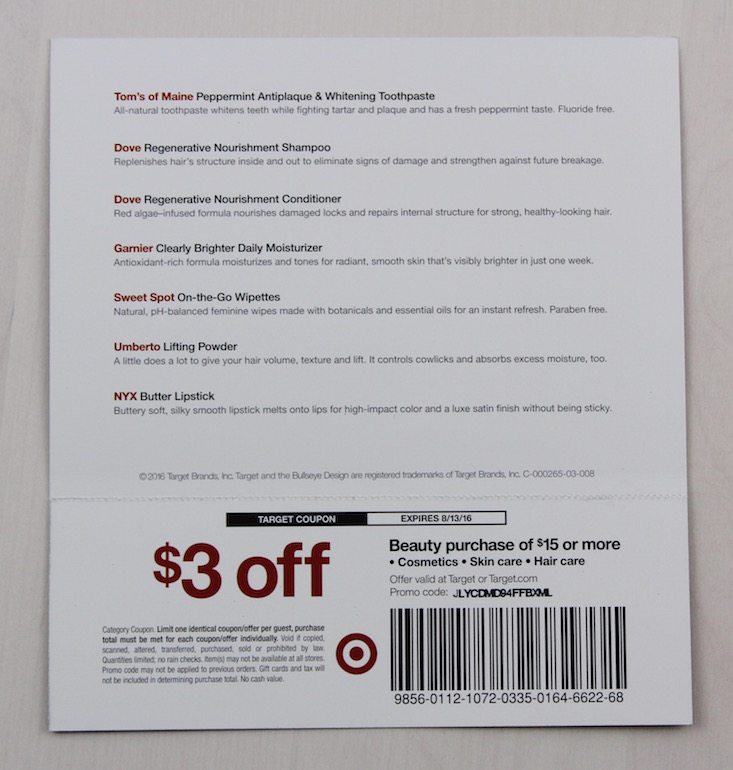 Tom's of Maine Peppermint Antiplaque & Whitening Toothpaste
All-natural toothpaste whitens teeth while fighting tartar and plaque and has a fresh peppermint taste. Fluoride free.
Dove Regenerative Nourishment Shampoo
Replenishes hair's structure inside and out to eliminate signs of damage and strengthen against future breakage.
Dove Regenerative Nourishment Conditioner
Red algae–infused formula nourishes damaged locks and repairs internal structure for strong, healthy-looking hair.
Garnier Clearly Brighter Daily Moisturizer
Antioxidant-rich formula moisturizes and tones for radiant, smooth skin that's visibly brighter in just one week.
Sweet Spot On-the-Go Wipettes
Natural, pH-balanced feminine wipes made with botanicals and essential oils for an instant refresh. Paraben free.
Umberto Lifting Powder
A little does a lot to give your hair volume, texture and lift. It controls cowlicks and absorbs excess moisture, too.
NYX Butter Lipstick
Buttery soft, silky smooth lipstick melts onto lips for high-impact color and a luxe satin finish without being sticky.
©2016 Target Brands, Inc. Target and the Bullseye Design are registered trademarks of Target Brands, Inc. C-000265-03-008
TARGET COUPON EXPIRES 8/13/16
$3 off
Beauty purchase of $15 or more
• Cosmetics • Skin care • Hair care
Offer valid at Target or Target.com
Promo code: JLYCDMD94FFBXML
Category Coupon. Limit one identical coupon/offer per guest, purchase
total must be met for each coupon/offer individually. Void if copied,
scanned, altered, transferred, purchased, sold or prohibited by law.
Quantities limited; no rain checks. Item(s) may not be available at all stores.
Promo code may not be applied to previous orders. Gift cards and tax will
not be included in determining purchase total. No cash value.
9856-0112-1072-0335-0164-6622-68